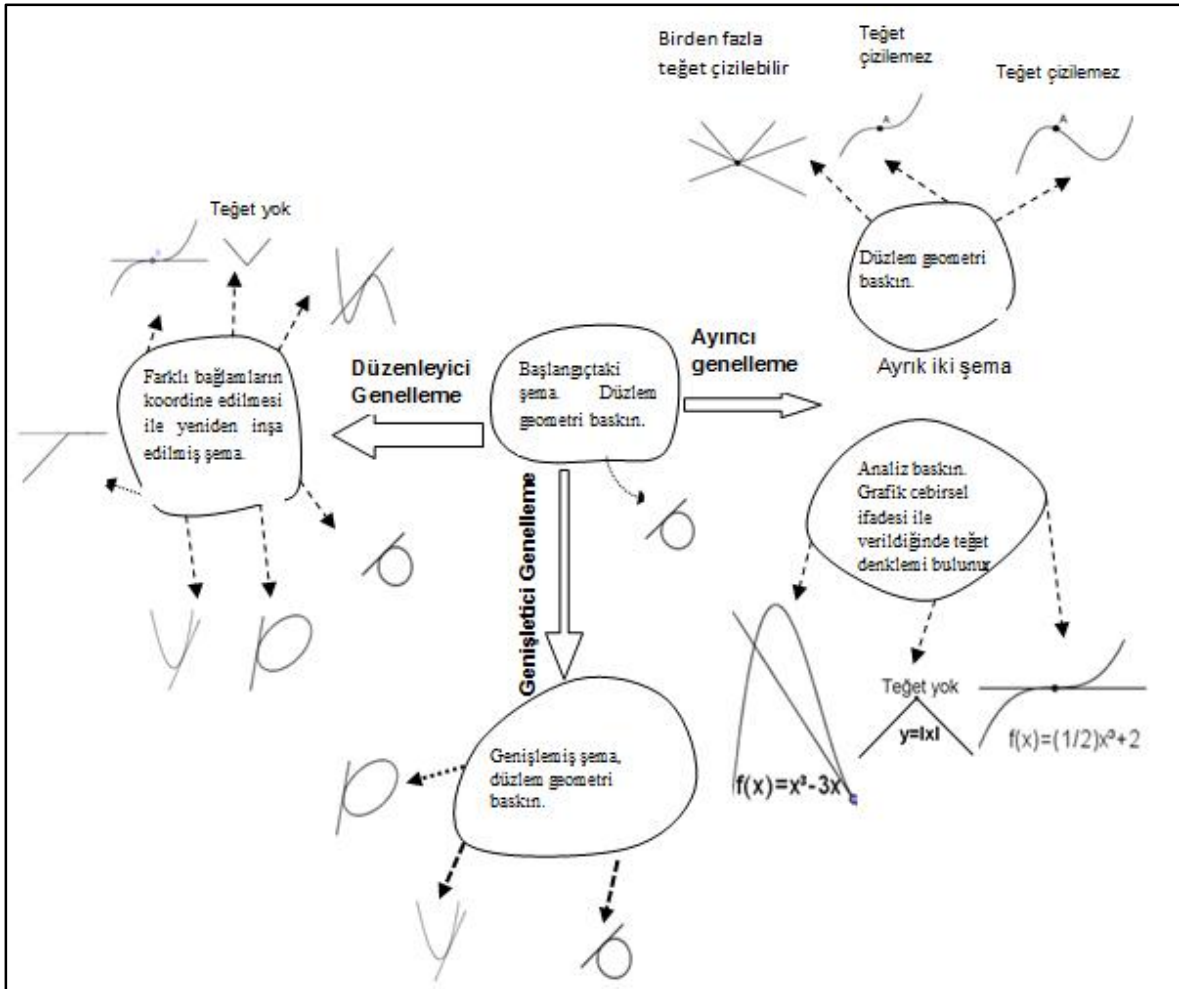 Birden fazla
teğet çizilebilir
Teğet
çizilemez
Teğet çizilemez
A
A
Düzlem geometri
baskın.
Ayrık iki şema
Teğet yok
Farklı bağlamların
koordine edilmesi
ile yeniden inşa
edilmiş şema.
Düzenleyici
Genelleme
Başlangıçtaki
şema. Düzlem
geometri baskın.
Ayırıcı
genelleme
Analiz baskın.
Grafik cebirsel
ifadesi ile
verildiğinde teğet
denklemi bulunur
Genişletici Genelleme
Teğet yok
y=IxI
f(x)=x³-3x
f(x)=(1/2)x³+2
Genişlemiş şema,
düzlem geometri
baskın.